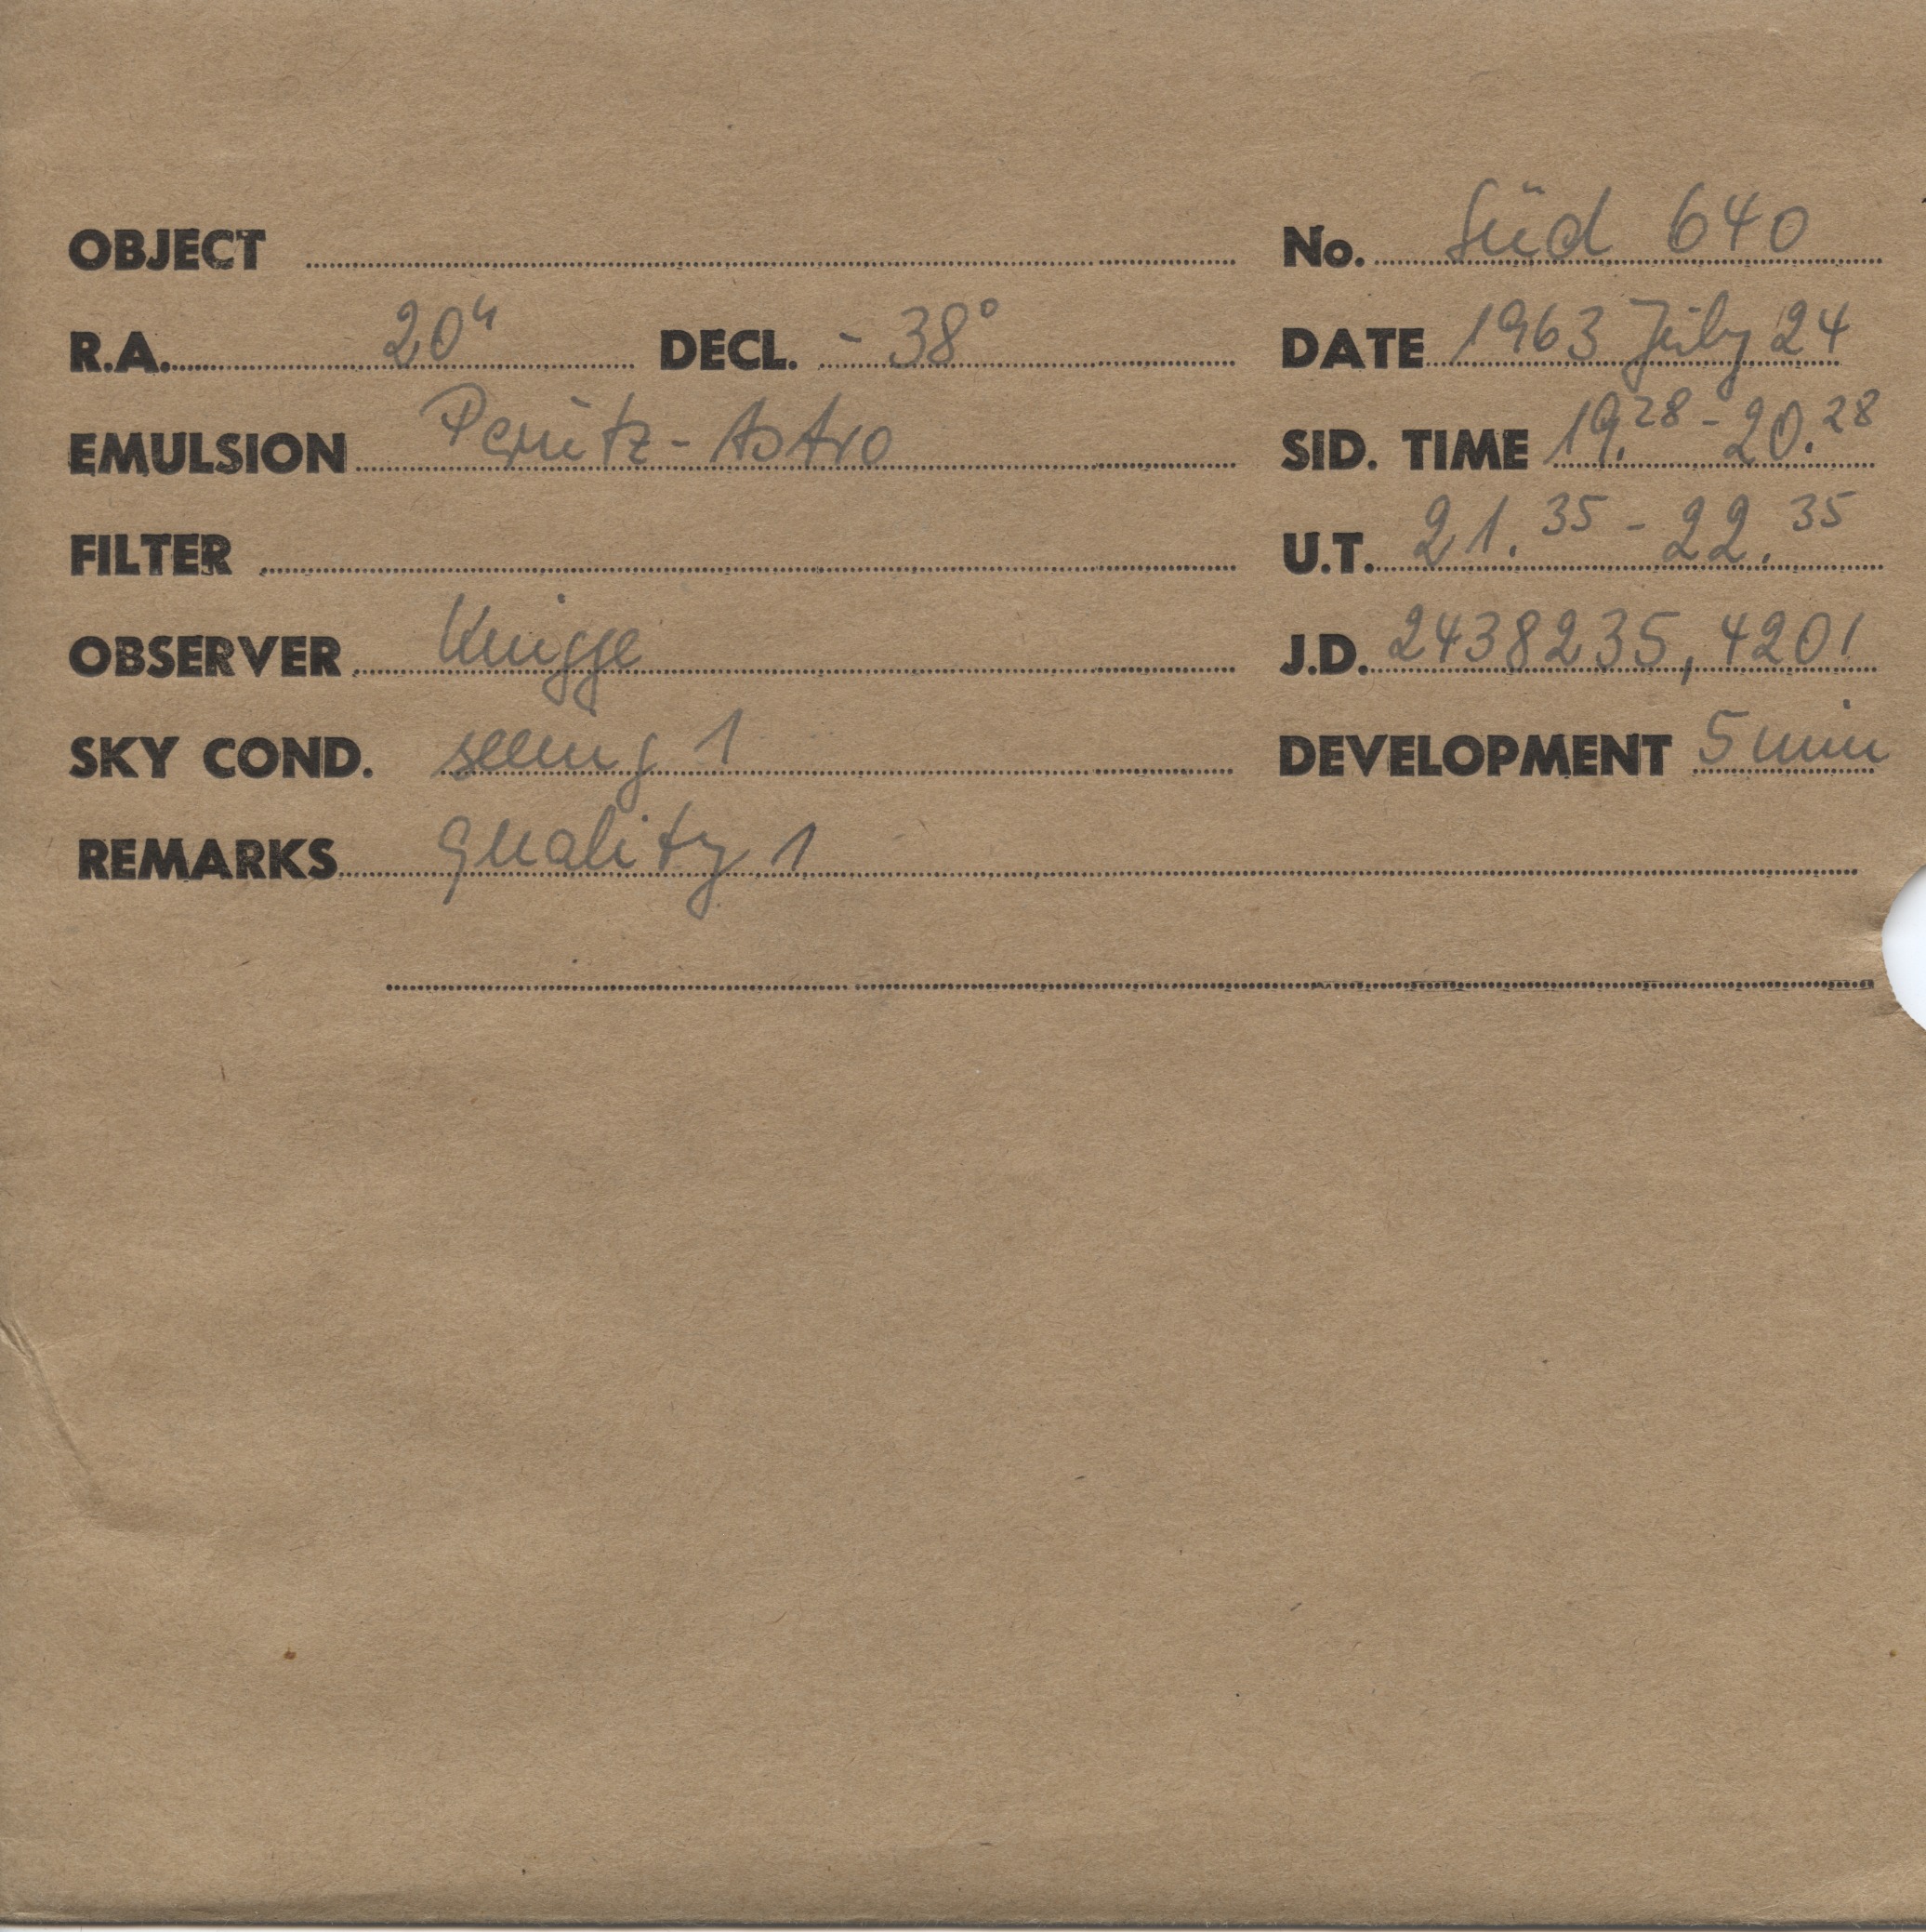 OBJECT No. Süd 640
R.A. 20h DECL. - 38° DATE 1963 July 24
EMULSION Perutz-Astro SID. TIME 19.28 - 20.28
FILTER U.T. 21.35 - 22.35
OBSERVER Knigge J.D. 2438235,4201
SKY COND. seeing 1 DEVELOPMENT 5 min
REMARKS quality 1